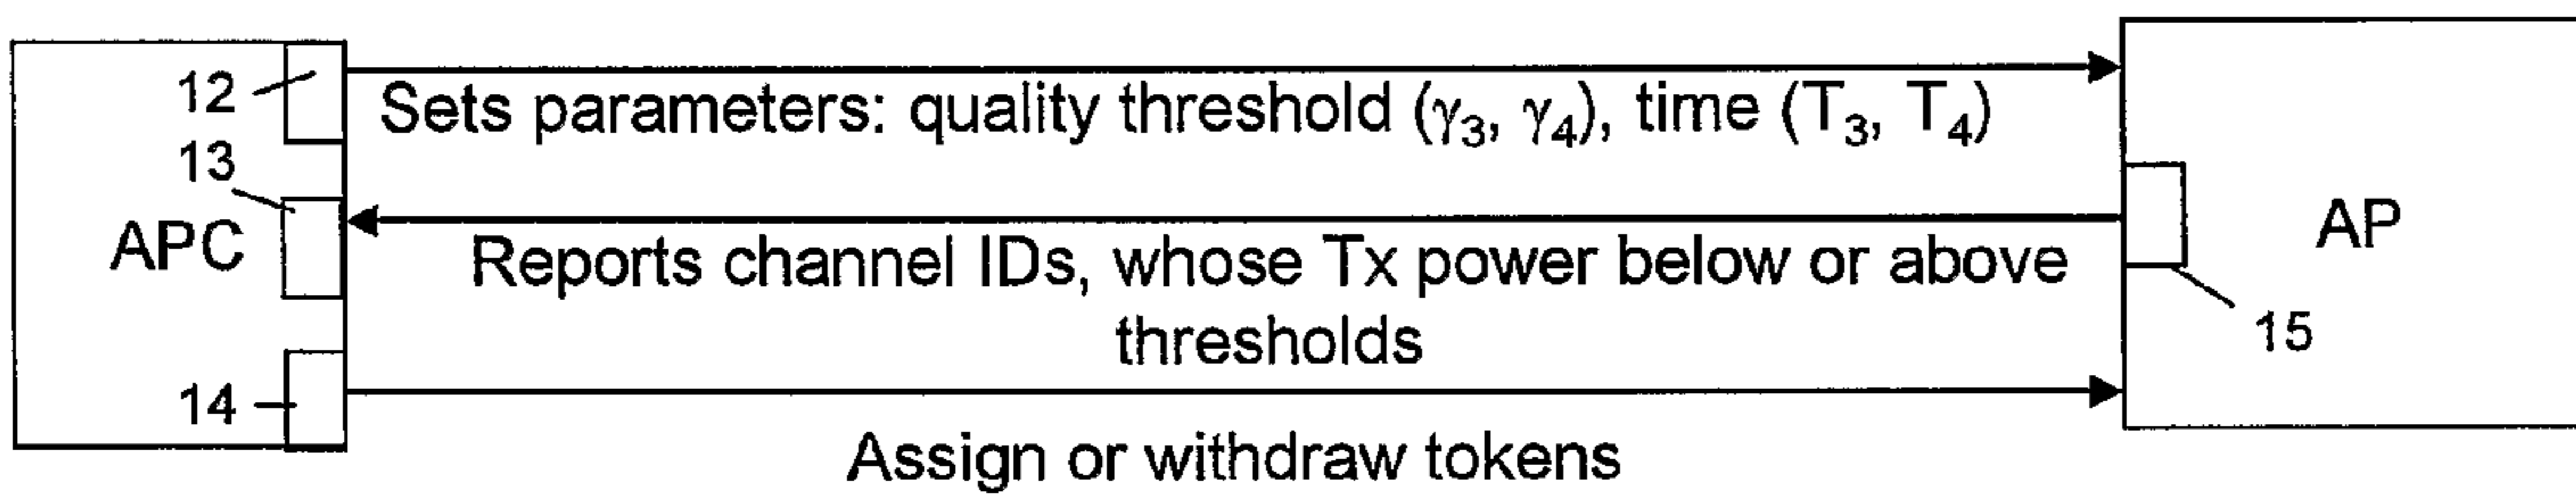 12
Sets parameters: quality threshold (γ₃, γ₄), time (T₃, T₄)
13
APC
Reports channel IDs, whose Tx power below or above
thresholds
AP
15
14
Assign or withdraw tokens